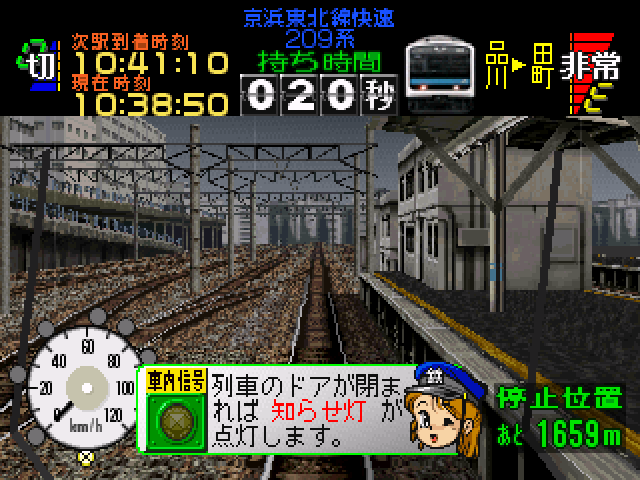 京浜東北線快速
209系
次駅到着時刻
10:41:10
現在時刻
10:38:50
持ち時間
020秒
切
品川
田町
非常
20
40
60
80
100
120
0
km/h
車内信号
列車のドアが閉ま
れば 知らせ灯 が
点灯します。
停止位置
あと 1659m